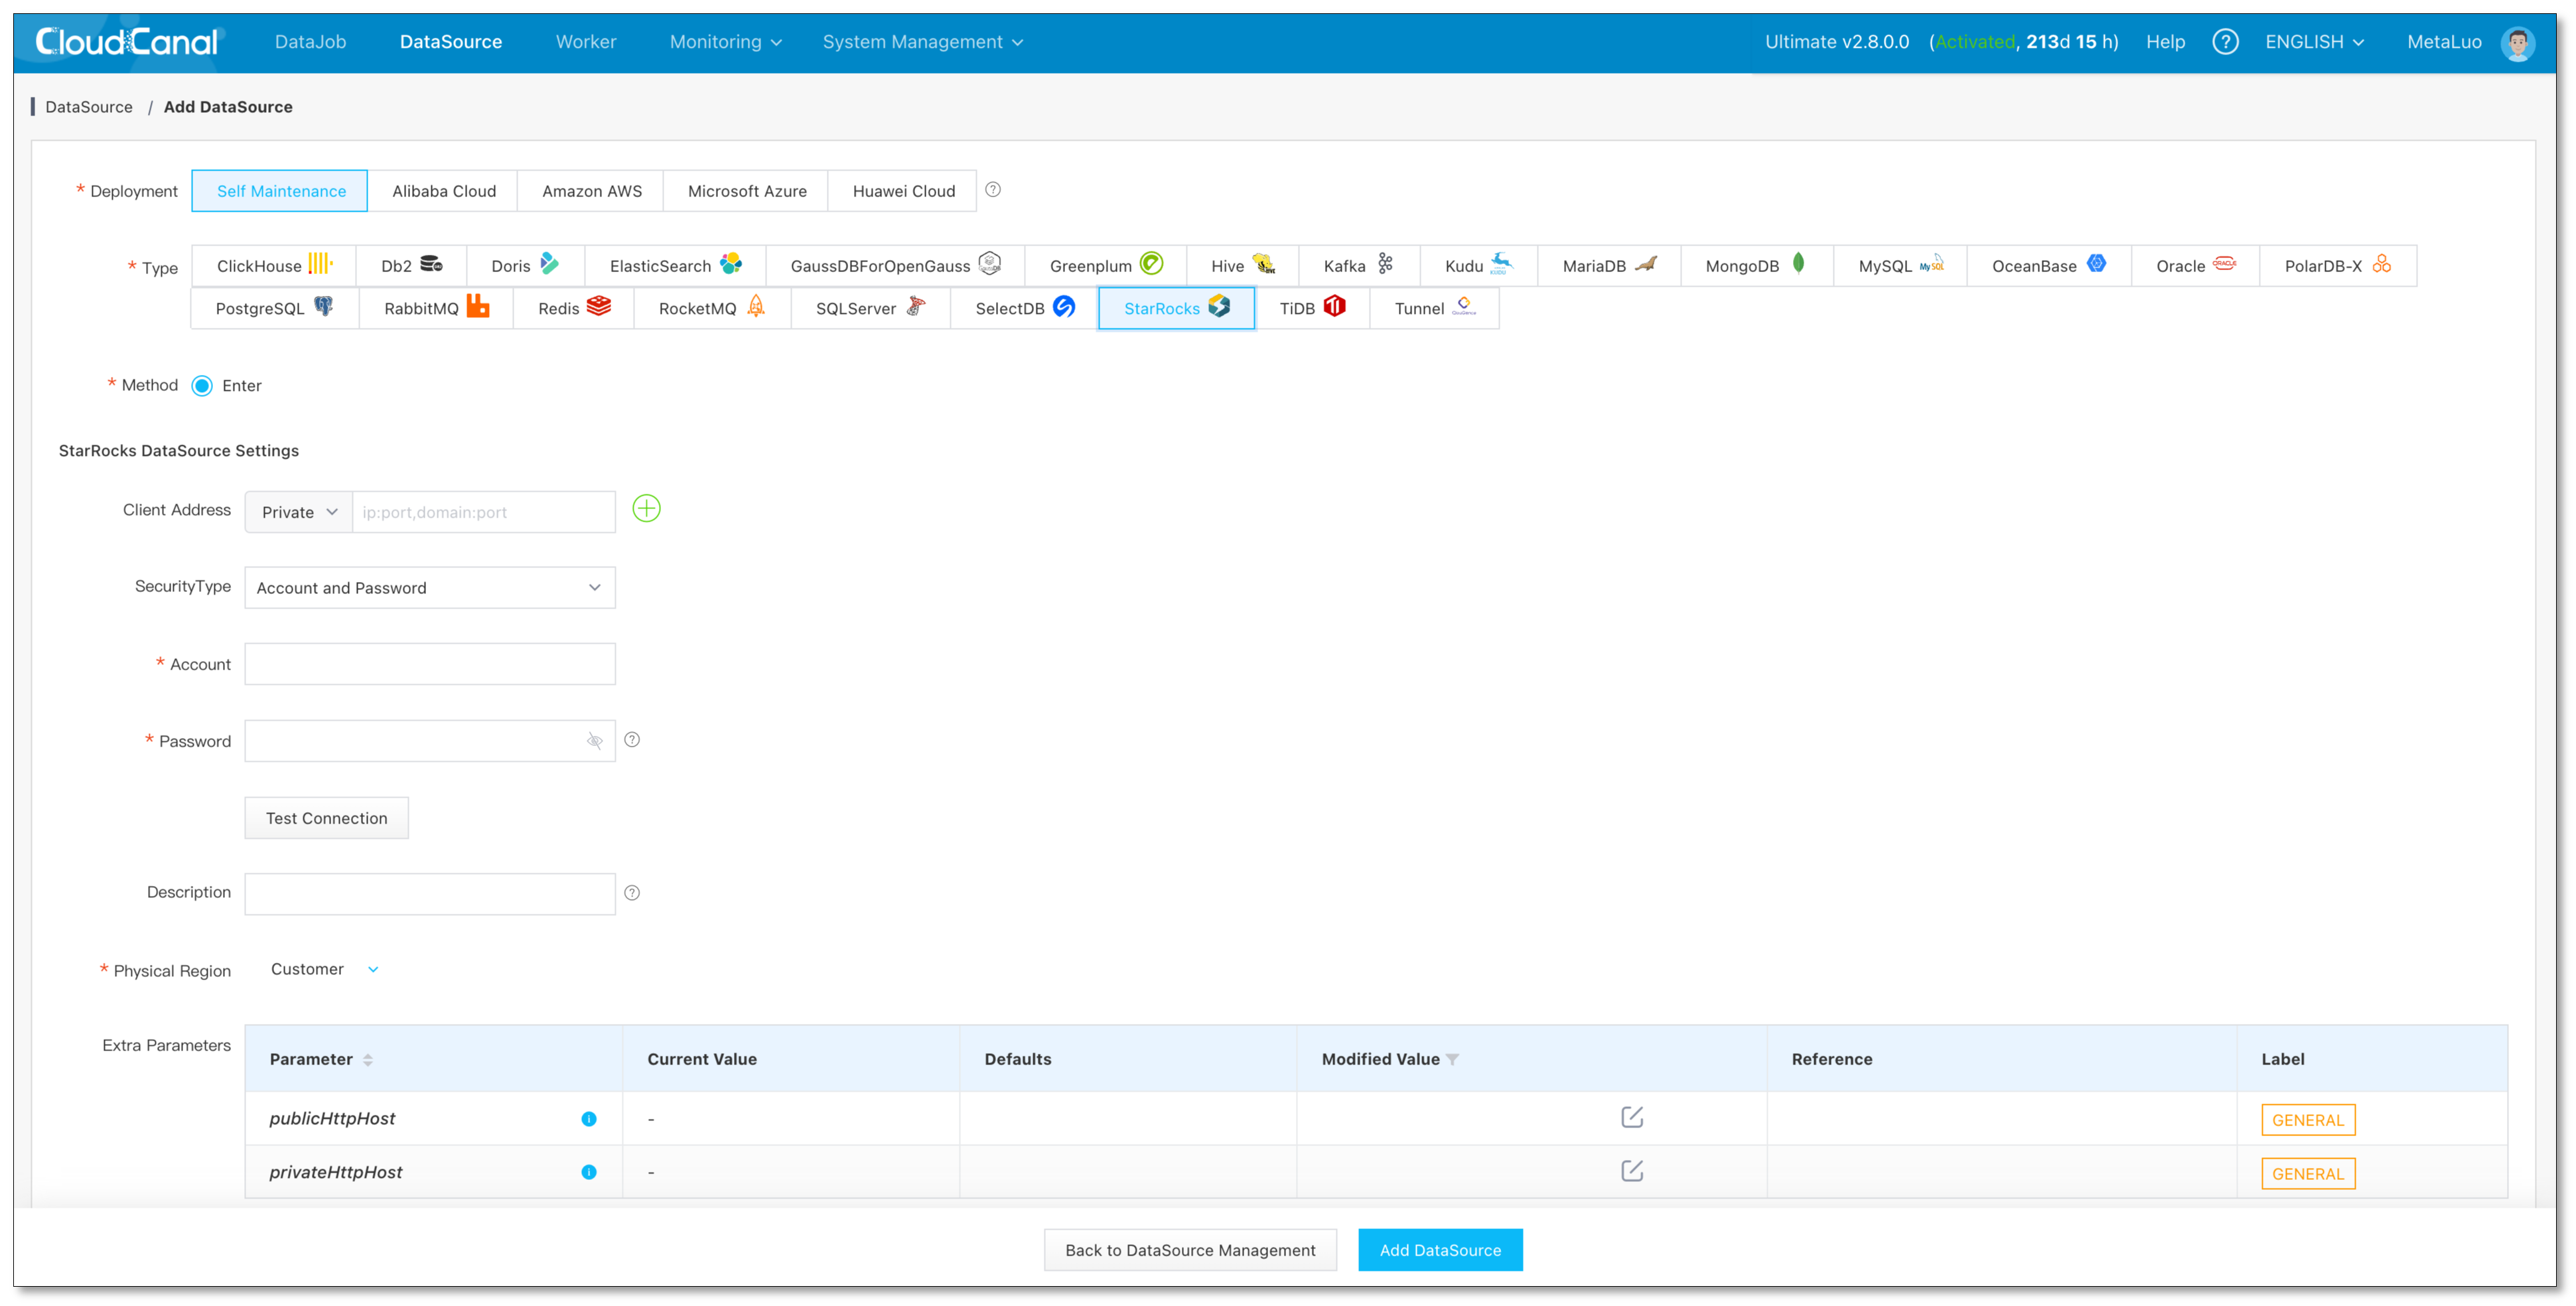 CloudCanal DataJob DataSource Worker Monitoring System Management Ultimate v2.8.0.0 (Activated, 213d 15 h) Help ? ENGLISH MetaLuo
DataSource / Add DataSource
* Deployment Self Maintenance Alibaba Cloud Amazon AWS Microsoft Azure Huawei Cloud ?
* Type ClickHouse Db2 Doris ElasticSearch GaussDBForOpenGauss Greenplum Hive Kafka Kudu MariaDB MongoDB MySQL MySQL OceanBase Oracle ORACLE PolarDB-X
PostgreSQL RabbitMQ Redis RocketMQ SQLServer SelectDB StarRocks TiDB Tunnel
* Method Enter
StarRocks DataSource Settings
Client Address Private ip:port,domain:port
SecurityType Account and Password
* Account
* Password ?
Test Connection
Description ?
* Physical Region Customer
Extra Parameters Parameter Current Value Defaults Modified Value Reference Label
publicHttpHost i - GENERAL
privateHttpHost i - GENERAL
Back to DataSource Management Add DataSource